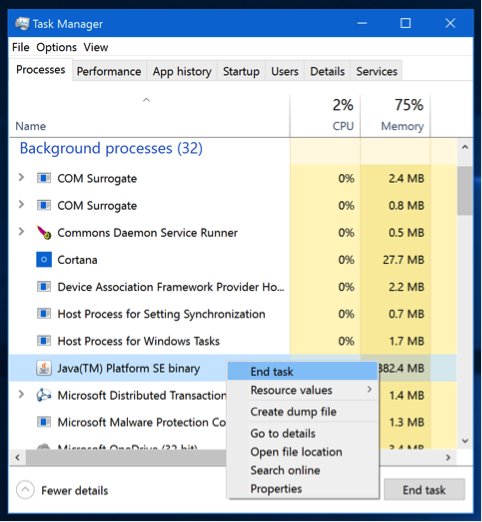 Task Manager
File Options View
Processes Performance App history Startup Users Details Services
2% 75%
Name CPU Memory
Background processes (32)
COM Surrogate 0% 2.4 MB
COM Surrogate 0% 0.8 MB
Commons Daemon Service Runner 0% 0.5 MB
Cortana 0% 27.7 MB
Device Association Framework Provider Ho... 0% 2.2 MB
Host Process for Setting Synchronization 0% 0.7 MB
Host Process for Windows Tasks 0% 1.7 MB
Java(TM) Platform SE binary 382.4 MB
Microsoft Distributed Transaction 1.4 MB
Microsoft Malware Protection Co 1.3 MB
Microsoft OneDrive (32 bit) 3.4 MB
End task
Resource values
Create dump file
Go to details
Open file location
Search online
Properties
Fewer details End task